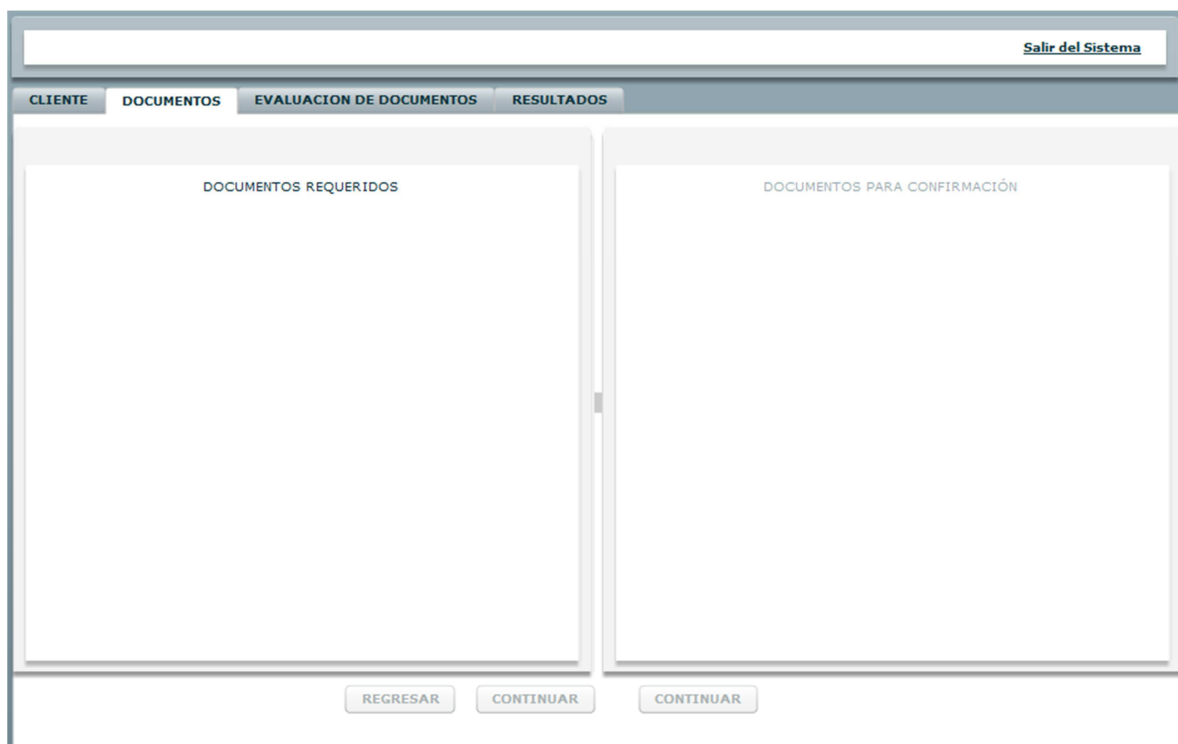 Salir del Sistema
CLIENTE DOCUMENTOS EVALUACION DE DOCUMENTOS RESULTADOS
DOCUMENTOS REQUERIDOS
DOCUMENTOS PARA CONFIRMACIÓN
REGRESAR CONTINUAR CONTINUAR